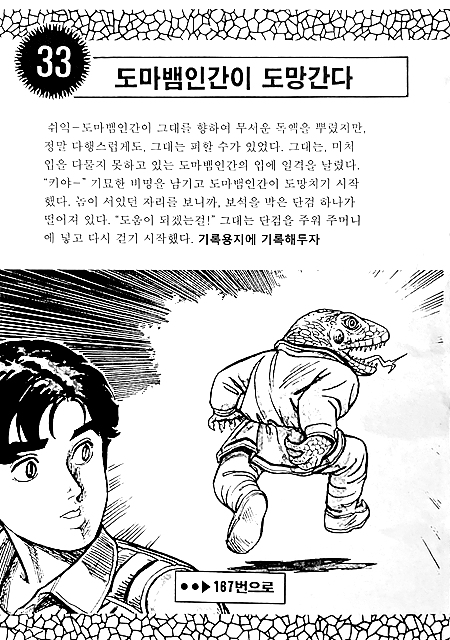 33
도마뱀인간이 도망간다
쉬익-도마뱀인간이 그대를 향하여 무서운 독액을 뿌렸지만,
정말 다행스럽게도, 그대는 피할 수가 있었다. 그대는, 미처
입을 다물지 못하고 있는 도마뱀인간의 입에 일격을 날렸다.
“키야-” 기묘한 비명을 남기고 도마뱀인간이 도망치기 시작
했다. 놈이 서있던 자리를 보니까, 보석을 박은 단검 하나가
떨어져 있다. “도움이 되겠는걸!” 그대는 단검을 주워 주머니
에 넣고 다시 걷기 시작했다. 기록용지에 기록해두자
••▶187번으로